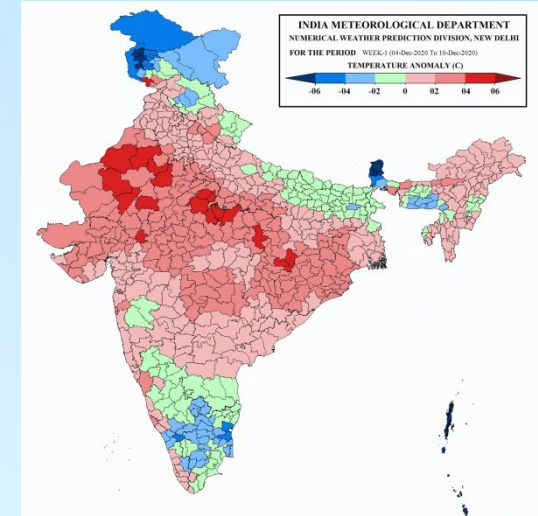 INDIA METEOROLOGICAL DEPARTMENT
NUMERICAL WEATHER PREDICTION DIVISION, NEW DELHI
FOR THE PERIOD WEEK-1 (04-Dec-2020 To 10-Dec-2020)
TEMPERATURE ANOMALY (C)
-06 -04 -02 0 02 04 06